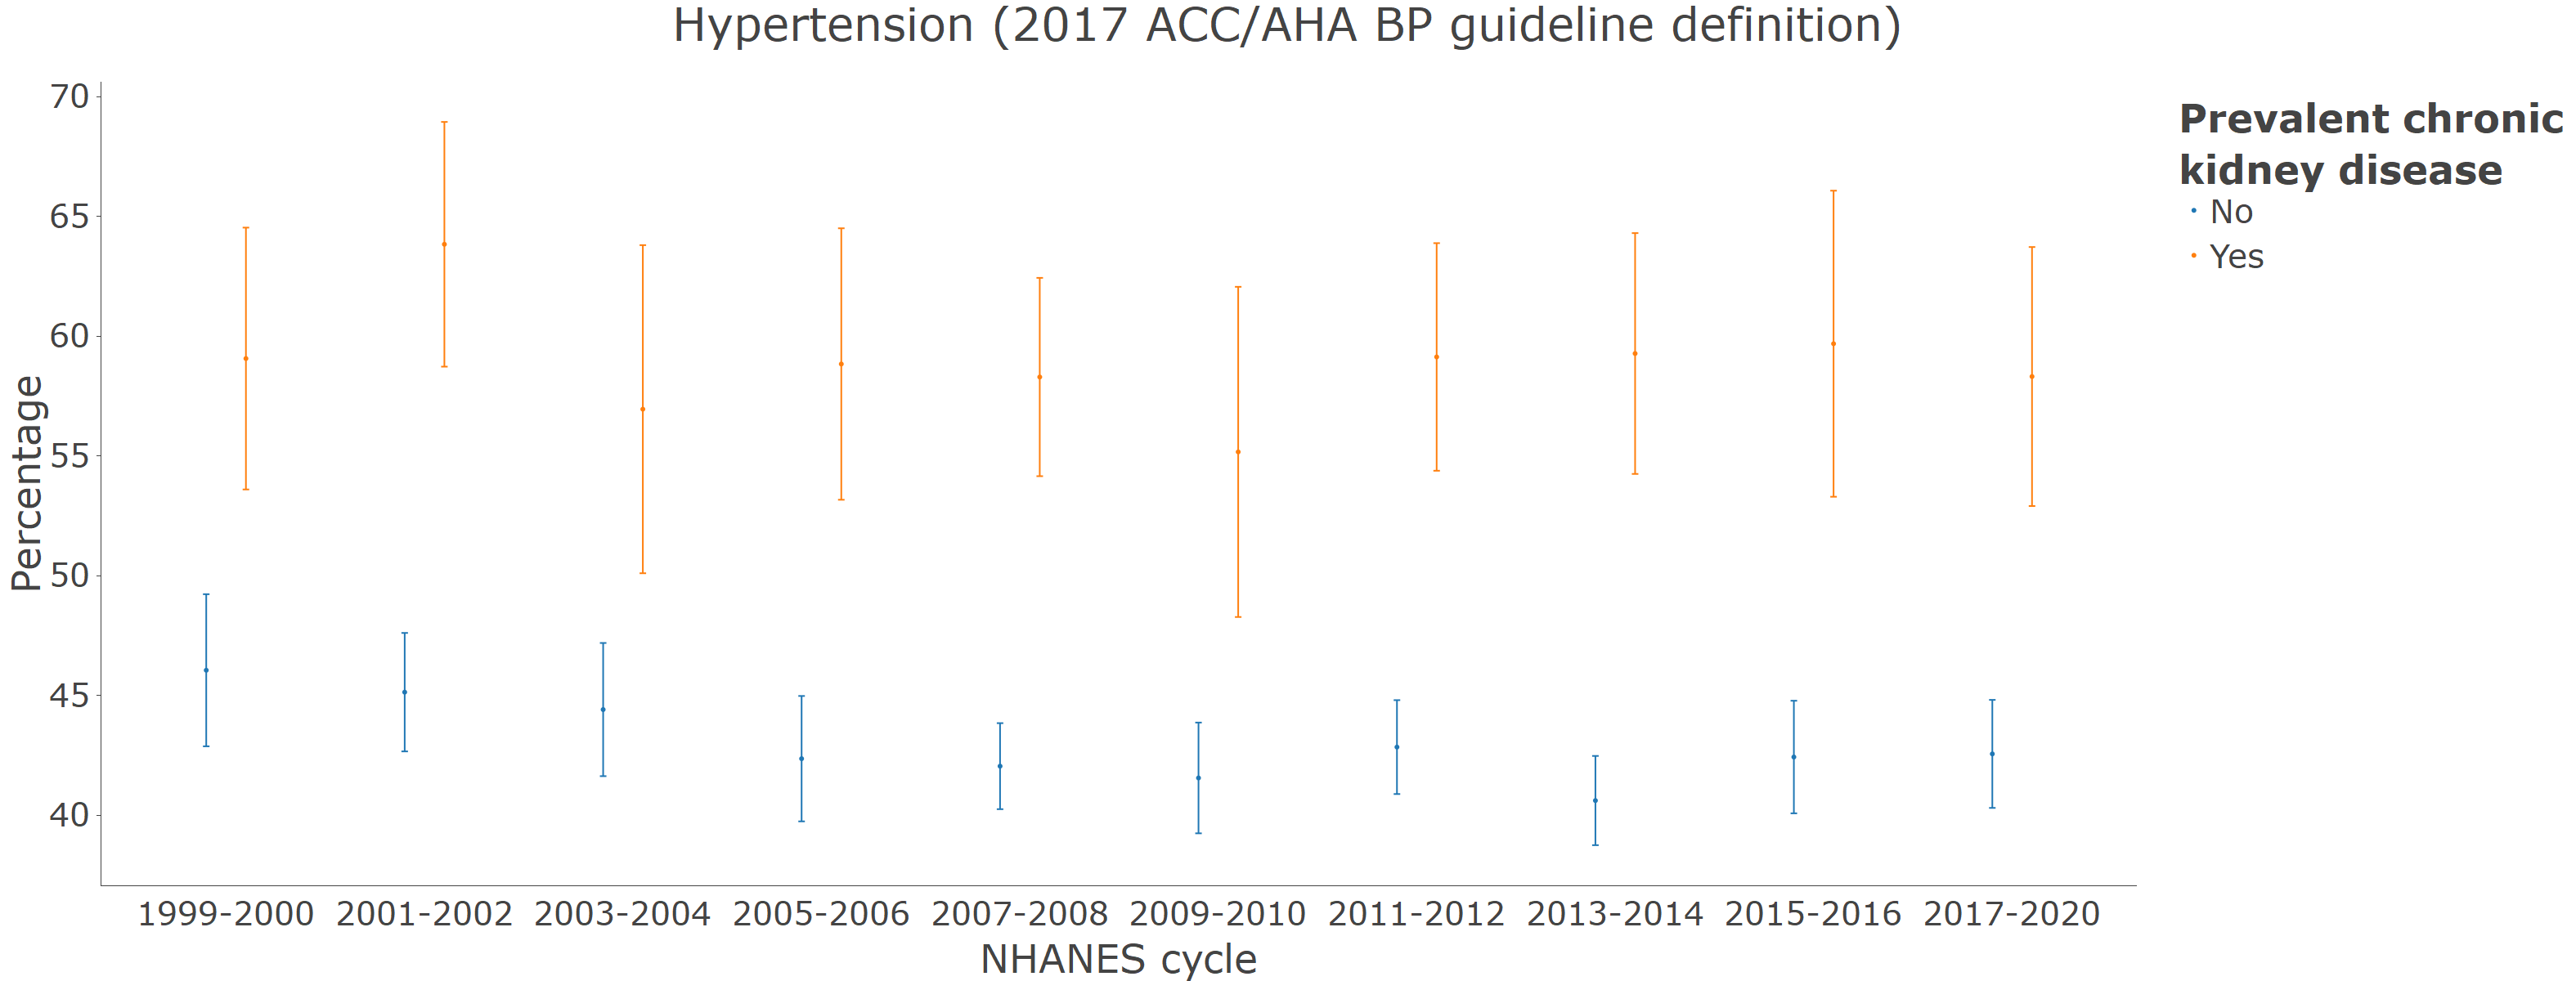 Hypertension (2017 ACC/AHA BP guideline definition)
70
65
60
55
50
45
40
Percentage
1999-2000 2001-2002 2003-2004 2005-2006 2007-2008 2009-2010 2011-2012 2013-2014 2015-2016 2017-2020
NHANES cycle
Prevalent chronic
kidney disease
No
Yes